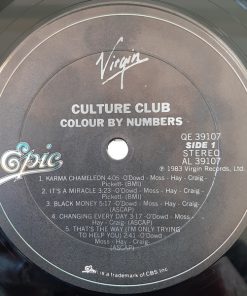 Virgin
CULTURE CLUB
COLOUR BY NUMBERS
QE 39107
SIDE 1
STEREO
AL 39107
Epic
℗ 1983 Virgin Records, Ltd.
1. KARMA CHAMELEON 4:05 -O'Dowd - Moss - Hay - Craig-
Pickett- (BMI)
2. IT'S A MIRACLE 3:23 -O'Dowd - Moss - Hay - Craig-
Pickett- (BMI)
3. BLACK MONEY 5:17 -O'Dowd - Moss - Hay - Craig-
(ASCAP)
4. CHANGING EVERY DAY 3:17 -O'Dowd - Moss - Hay - Craig-
(ASCAP)
5. THAT'S THE WAY (I'M ONLY TRYING
TO HELP YOU) 2:41 -O'Dowd - Moss - Hay - Craig-
(ASCAP)
Epic is a trademark of CBS Inc.